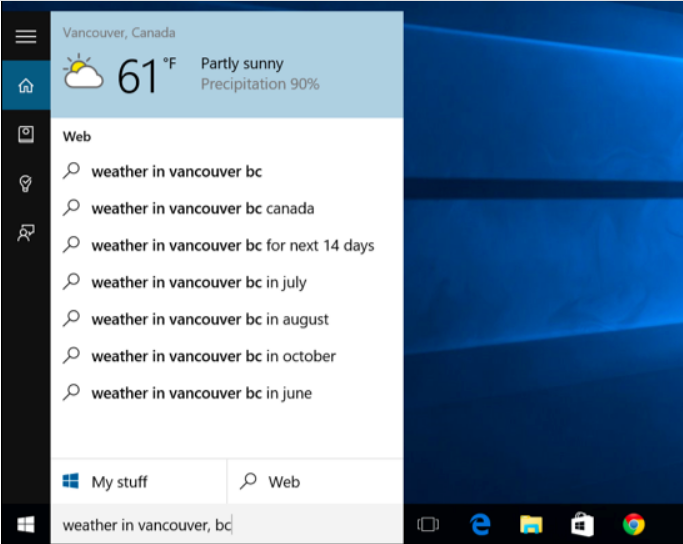 Vancouver, Canada
61 °F
Partly sunny
Precipitation 90%
Web
weather in vancouver bc
weather in vancouver bc canada
weather in vancouver bc for next 14 days
weather in vancouver bc in july
weather in vancouver bc in august
weather in vancouver bc in october
weather in vancouver bc in june
My stuff
Web
weather in vancouver, bc